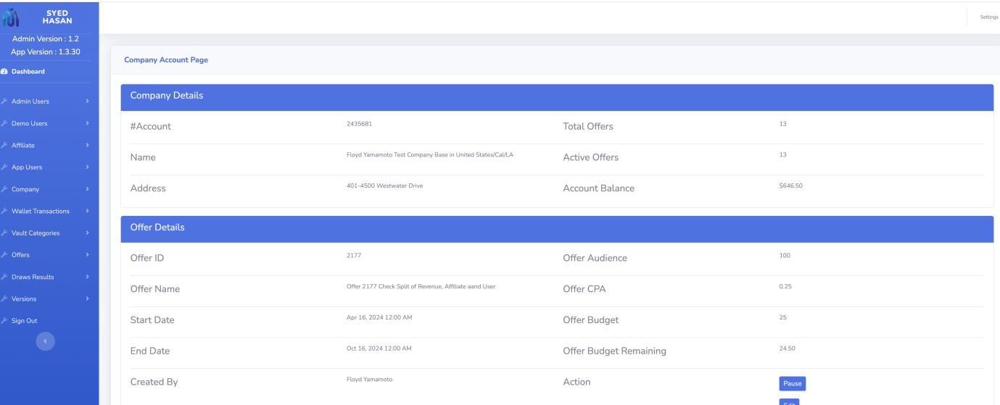 SYED
HASAN
Admin Version : 1.2
App Version : 1.3.30
Dashboard
Admin Users
Demo Users
Affiliate
App Users
Company
Wallet Transactions
Vault Categories
Offers
Draws Results
Versions
Sign Out
Settings
Company Account Page
Company Details
#Account 2435681 Total Offers 13
Name Floyd Yamamoto Test Company Base in United States/Cal/LA Active Offers 13
Address 401-4500 Westwater Drive Account Balance $646.50
Offer Details
Offer ID 2177 Offer Audience 100
Offer Name Offer 2177 Check Split of Revenue, Affiliate aand User Offer CPA 0.25
Start Date Apr 16, 2024 12:00 AM Offer Budget 25
End Date Oct 16, 2024 12:00 AM Offer Budget Remaining 24.50
Created By Floyd Yamamoto Action Pause
Edit